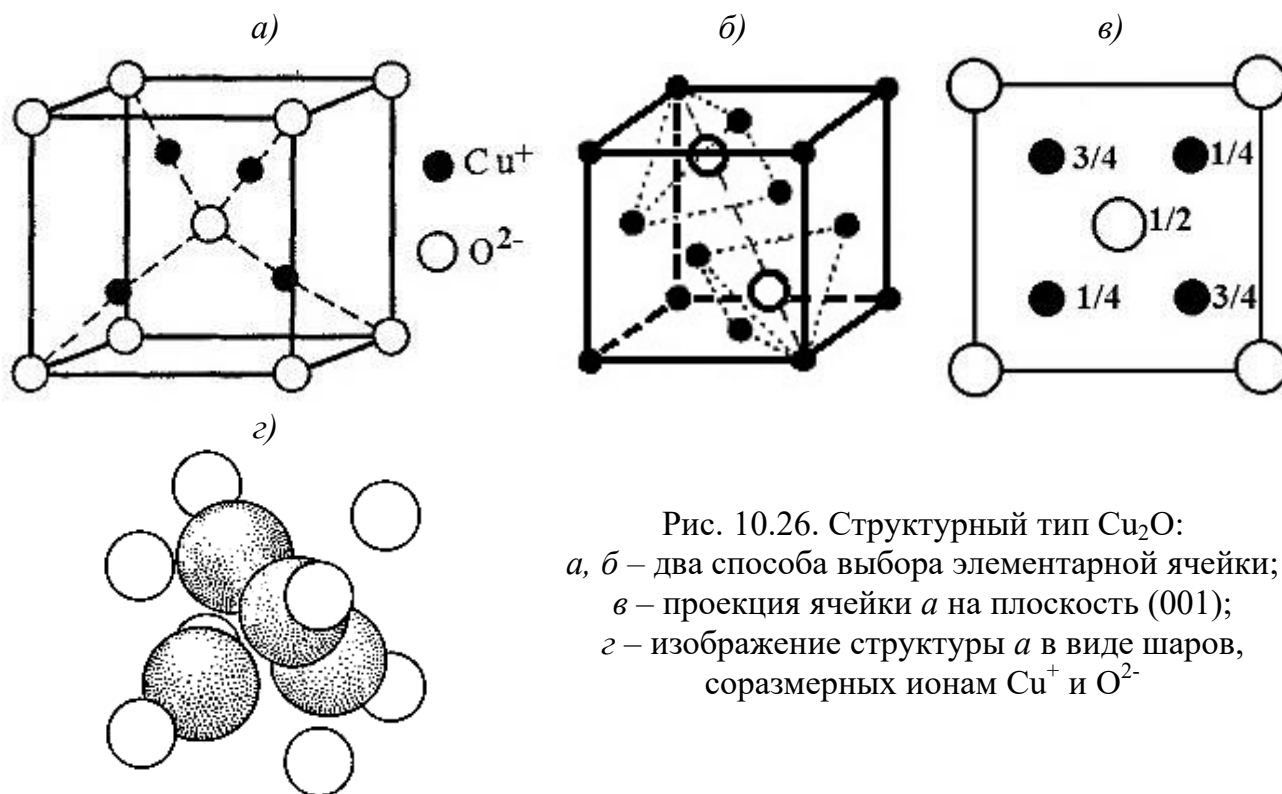 а)
б)
в)
Cu⁺
O²⁻
3/4
1/4
1/2
1/4
3/4
г)
Рис. 10.26. Структурный тип Cu₂O:
а, б – два способа выбора элементарной ячейки;
в – проекция ячейки а на плоскость (001);
г – изображение структуры а в виде шаров,
соразмерных ионам Cu⁺ и O²⁻